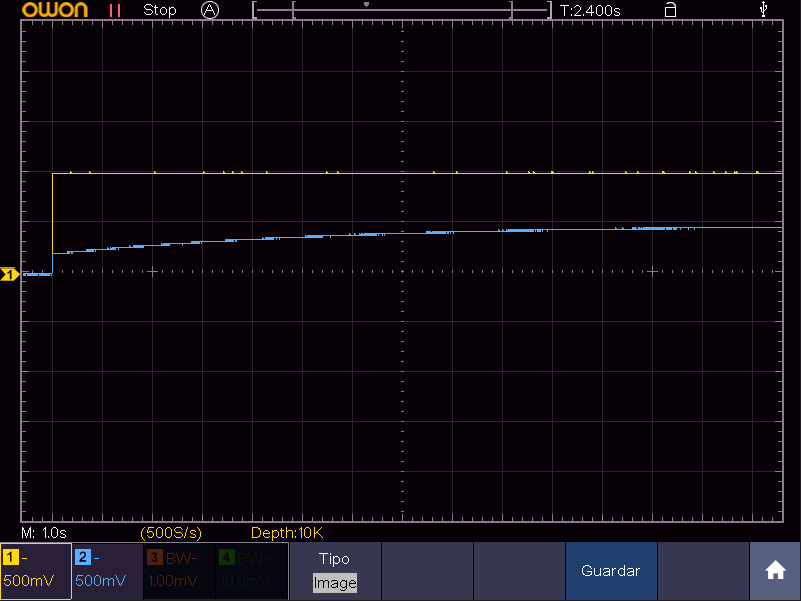 OWON Stop A T:2.400s
1
M: 1.0s (500S/s) Depth:10K
1 - 2 - 3 BW- 4 BW- Tipo
500mV 500mV 1.00mV 10.0mV Image Guardar